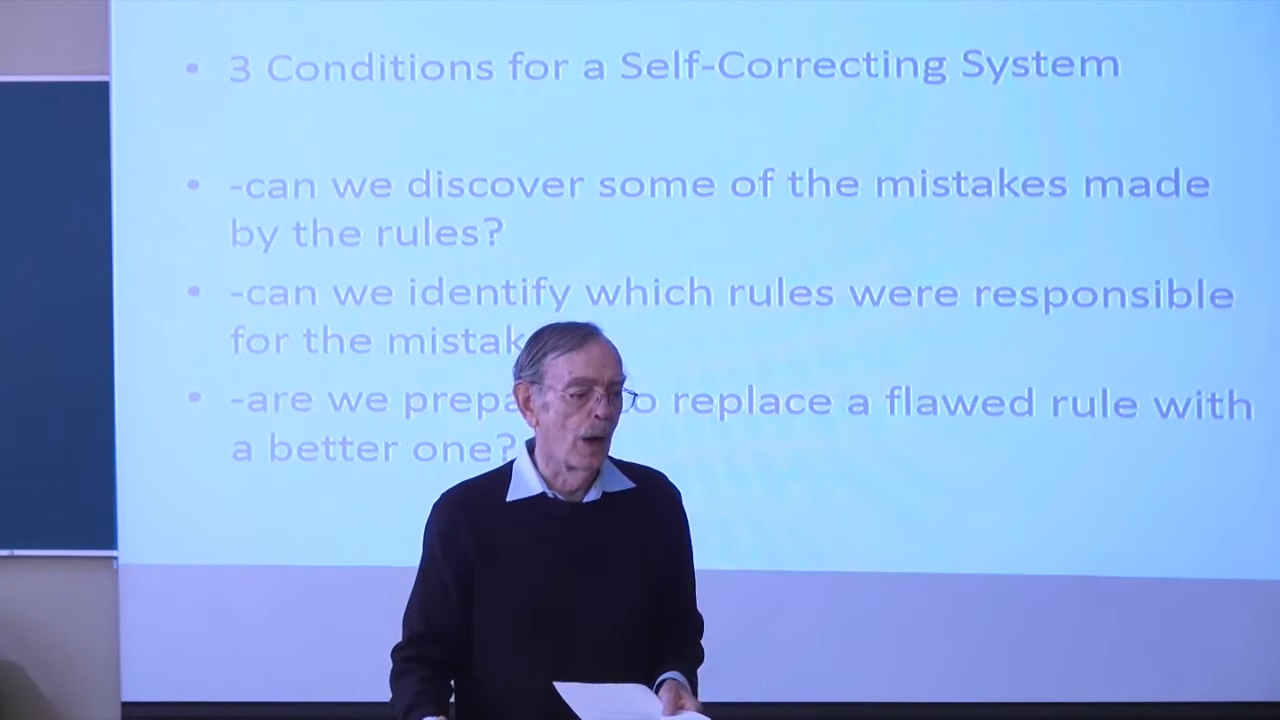 • 3 Conditions for a Self-Correcting System
• -can we discover some of the mistakes made
by the rules?
• -can we identify which rules were responsible
for the
• -are we to replace a flawed rule with
a better one?